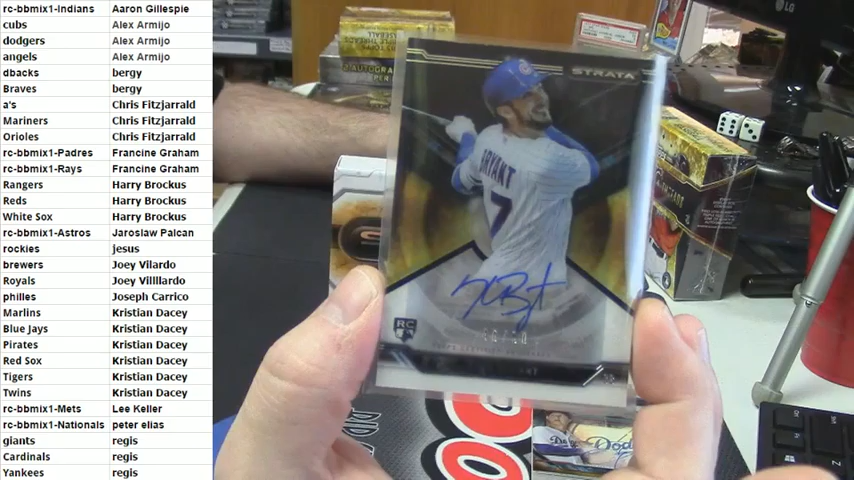 rc-bbmix1-Indians Aaron Gillespie
cubs Alex Armijo
dodgers Alex Armijo
angels Alex Armijo
dbacks bergy
Braves bergy
a's Chris Fitzjarrald
Mariners Chris Fitzjarrald
Orioles Chris Fitzjarrald
rc-bbmix1-Padres Francine Graham
rc-bbmix1-Rays Francine Graham
Rangers Harry Brockus
Reds Harry Brockus
White Sox Harry Brockus
rc-bbmix1-Astros Jaroslaw Palcan
rockies jesus
brewers Joey Vilardo
Royals Joey Villllardo
philles Joseph Carrico
Marlins Kristian Dacey
Blue Jays Kristian Dacey
Pirates Kristian Dacey
Red Sox Kristian Dacey
Tigers Kristian Dacey
Twins Kristian Dacey
rc-bbmix1-Mets Lee Keller
rc-bbmix1-Nationals peter elias
giants regis
Cardinals regis
Yankees regis
LG
STRATA
BRYANT
7
RC
Dodgers